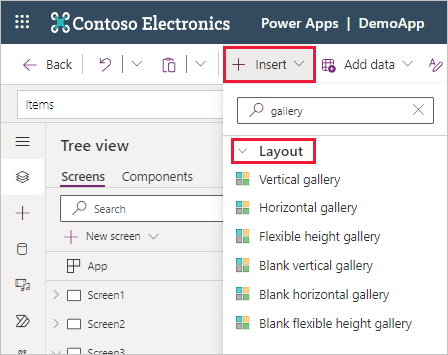 Contoso Electronics Power Apps | DemoApp
Back Insert Add data
Items
gallery
Tree view
Layout
Screens Components
Vertical gallery
Search
Horizontal gallery
New screen
Flexible height gallery
App
Blank vertical gallery
Screen1
Blank horizontal gallery
Screen2
Blank flexible height gallery
Screen3